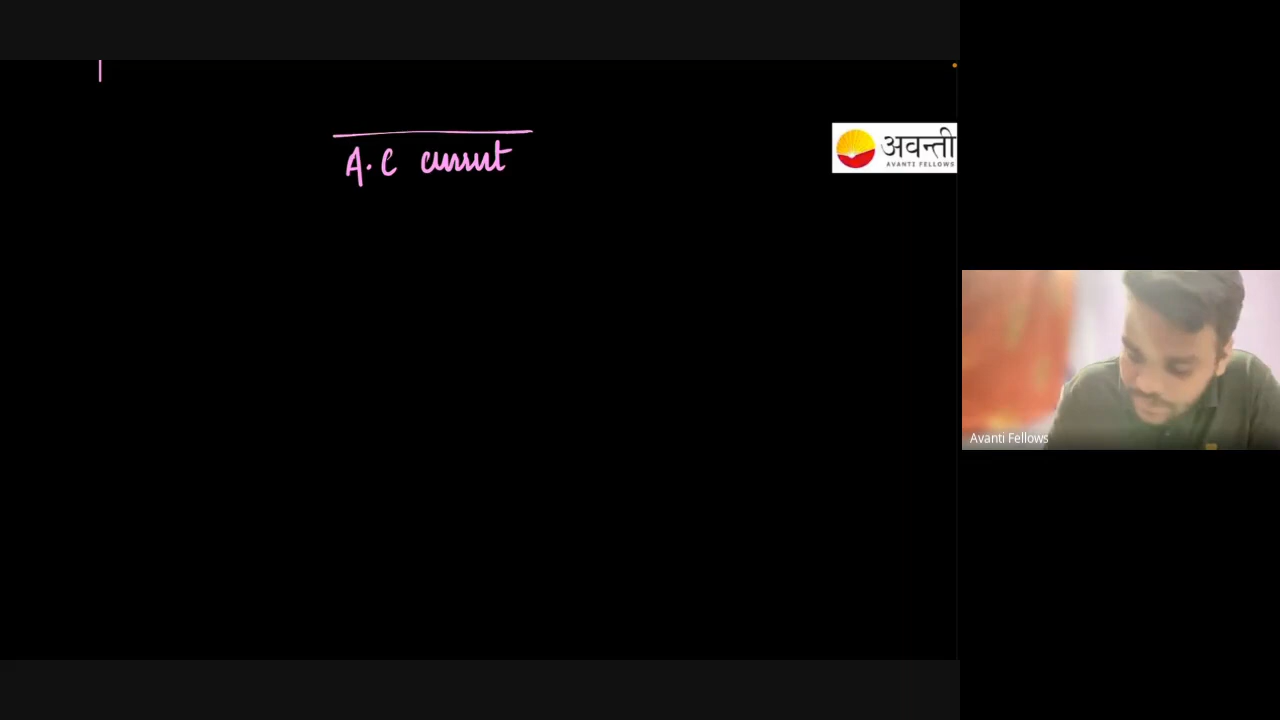 A.C current
अवन्ती
AVANTI FELLOWS
Avanti Fellows